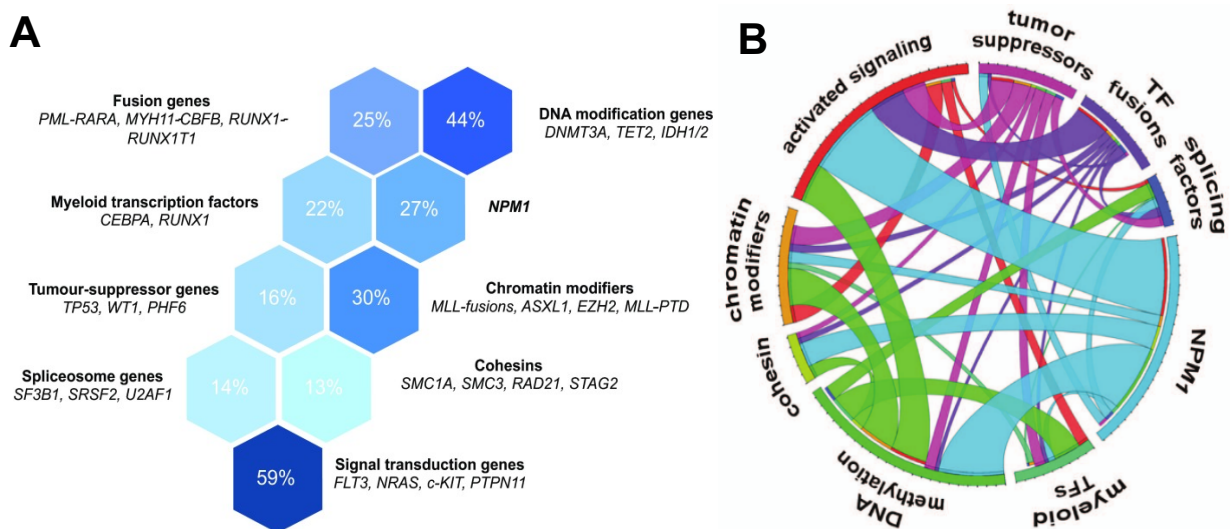 A
Fusion genes
PML-RARA, MYH11-CBFB, RUNX1-
RUNX1T1
25%
44%
DNA modification genes
DNMT3A, TET2, IDH1/2
Myeloid transcription factors
CEBPA, RUNX1
22%
27%
NPM1
Tumour-suppressor genes
TP53, WT1, PHF6
16%
30%
Chromatin modifiers
MLL-fusions, ASXL1, EZH2, MLL-PTD
Spliceosome genes
SF3B1, SRSF2, U2AF1
14%
13%
Cohesins
SMC1A, SMC3, RAD21, STAG2
59%
Signal transduction genes
FLT3, NRAS, c-KIT, PTPN11
B
activated signaling
tumor
suppressors
TF
fusions
splicing
factors
NPM1
myeloid
TFs
DNA
methylation
cohesin
chromatin
modifiers